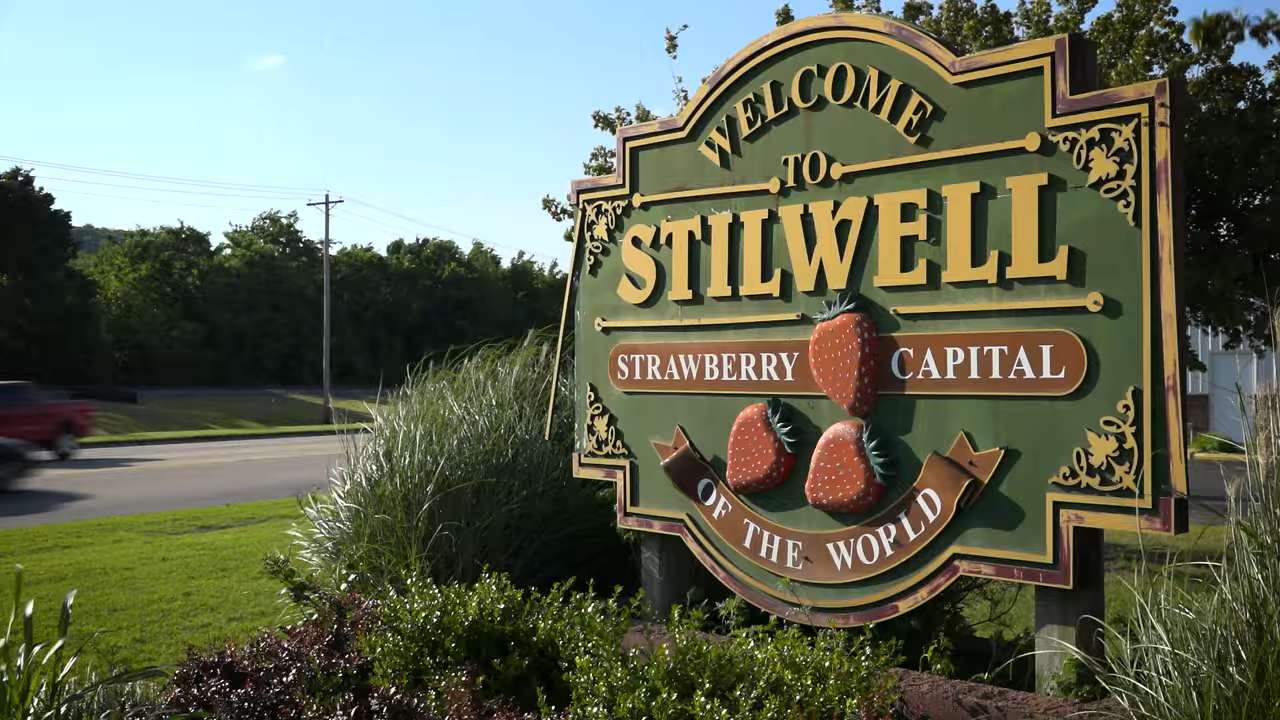 WELCOME
TO
STILWELL
STRAWBERRY CAPITAL
OF THE WORLD